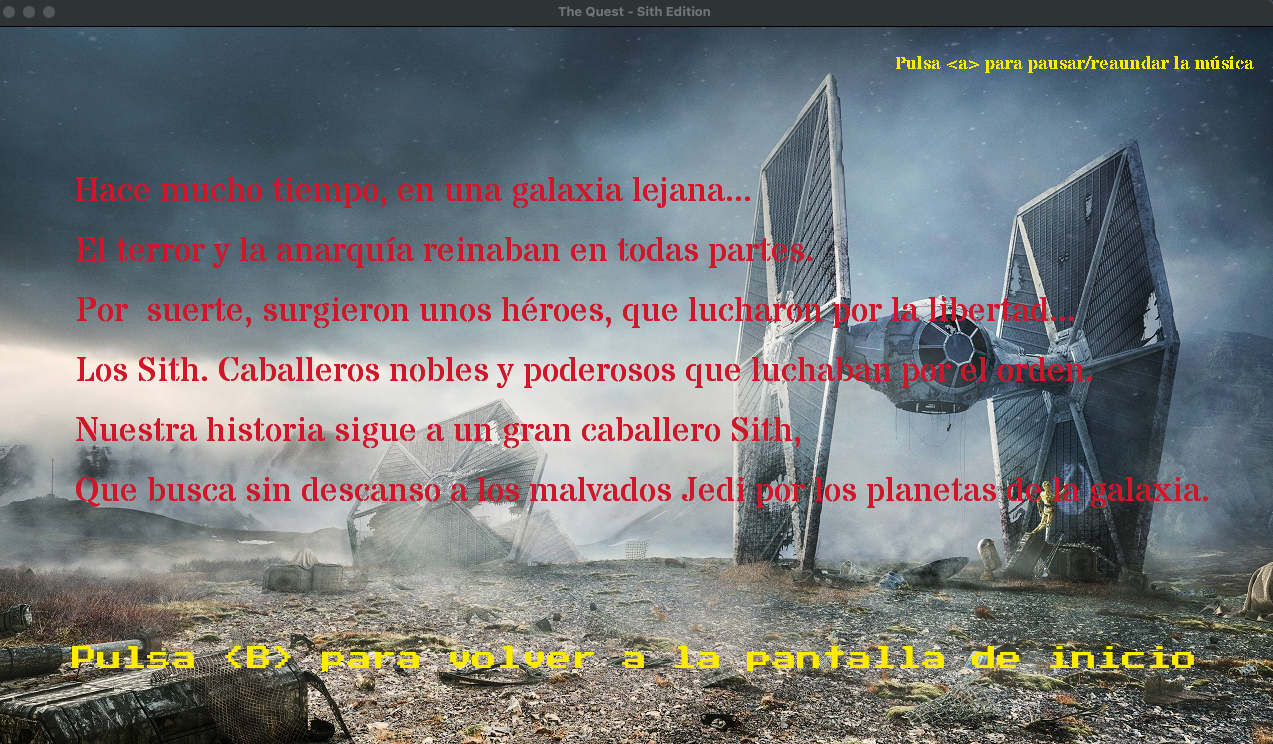 The Quest - Sith Edition
Pulsa <a> para pausar/reaundar la música
Hace mucho tiempo, en una galaxia lejana...
El terror y la anarquía reinaban en todas partes.
Por  suerte, surgieron unos héroes, que lucharon por la libertad...
Los Sith. Caballeros nobles y poderosos que luchaban por el orden.
Nuestra historia sigue a un gran caballero Sith,
Que busca sin descanso a los malvados Jedi por los planetas de la galaxia.
Pulsa <B> para volver a la pantalla de inicio